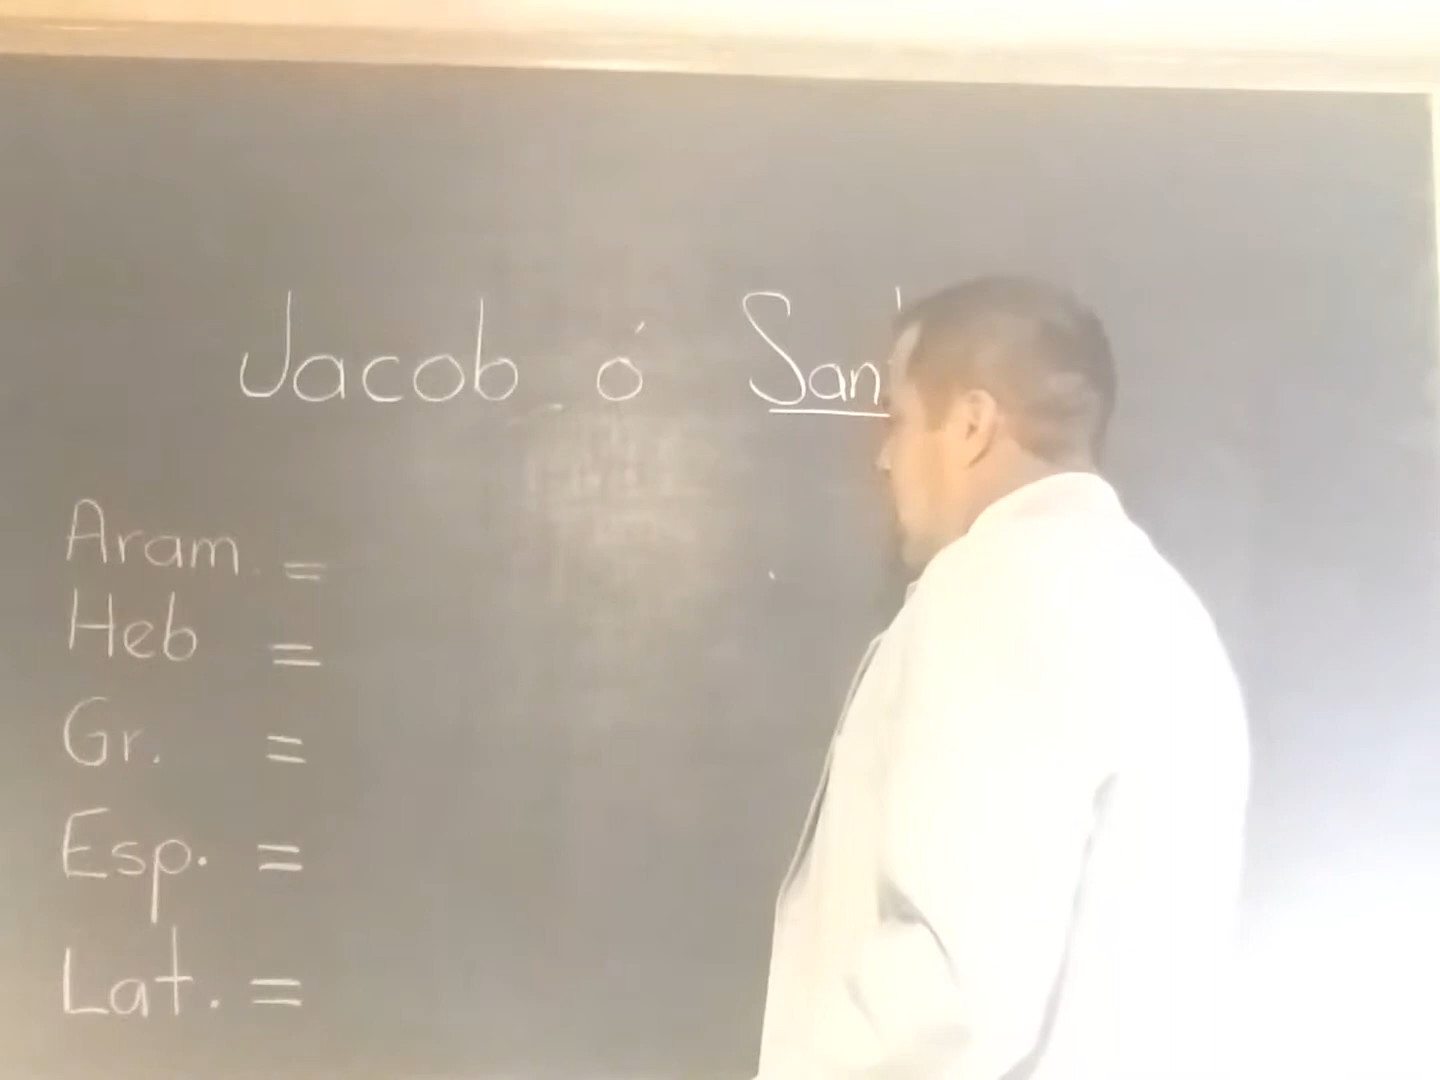 Jacob ó San
Aram. =
Heb =
Gr. =
Esp. =
Lat. =